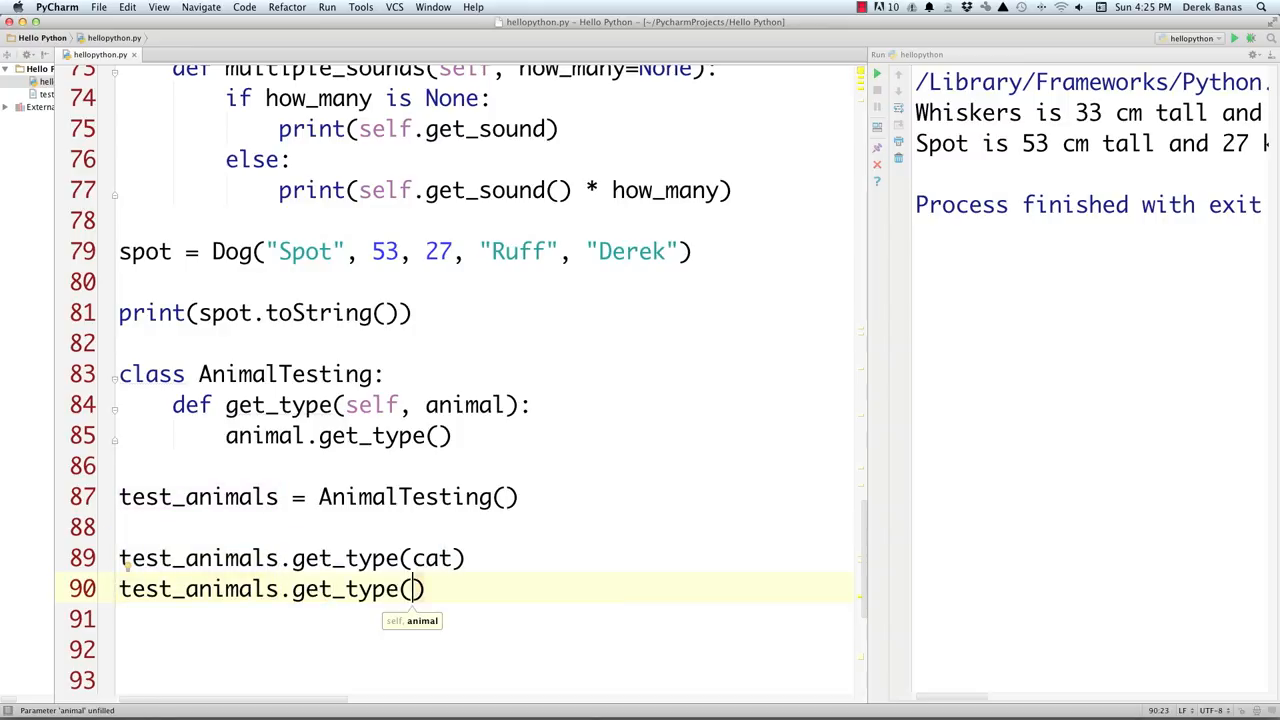 PyCharm File Edit View Navigate Code Refactor Run Tools VCS Window Help 10 Sun 4:25 PM Derek Banas
hellopython.py - Hello Python - [~/PycharmProjects/Hello Python]
Hello Python hellopython.py hellopython
hellopython.py Run hellopython
Hello Pyt
hello
test
Externa
73 def multiple_sounds(self, how_many=None):
74 if how_many is None:
75 print(self.get_sound)
76 else:
77 print(self.get_sound() * how_many)
78
79 spot = Dog("Spot", 53, 27, "Ruff", "Derek")
80
81 print(spot.toString())
82
83 class AnimalTesting:
84 def get_type(self, animal):
85 animal.get_type()
86
87 test_animals = AnimalTesting()
88
89 test_animals.get_type(cat)
90 test_animals.get_type()
self, animal
91
92
93
/Library/Frameworks/Python.
Whiskers is 33 cm tall and
Spot is 53 cm tall and 27 k
Process finished with exit
Parameter 'animal' unfilled 90:23 LF UTF-8